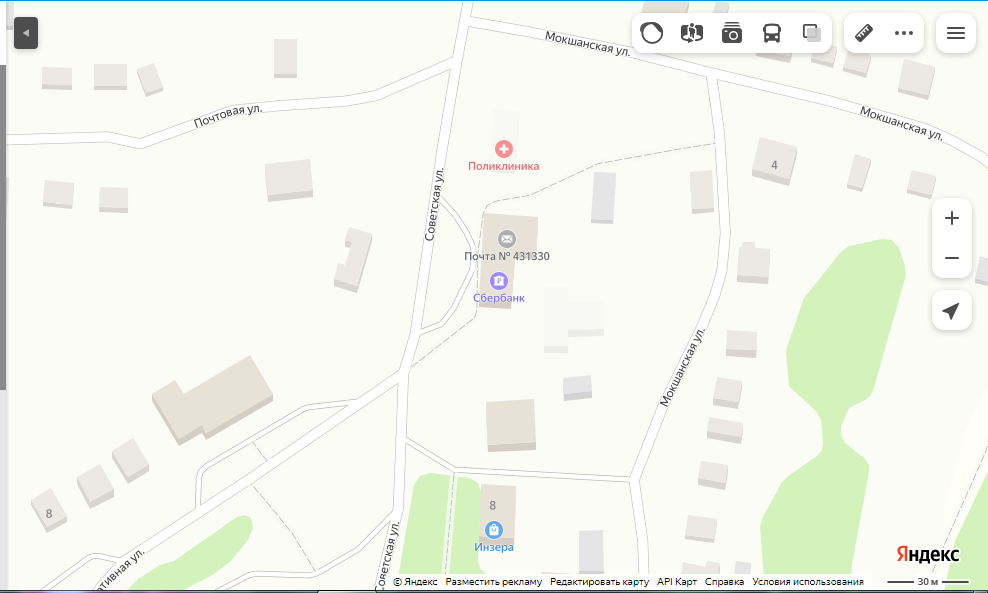 Мокшанская ул.
Почтовая ул.
Мокшанская ул.
Поликлиника
4
Советская ул.
Почта № 431330
Сбербанк
Мокшанская ул.
8
8
Инзера
Советская ул.
ативная ул.
Яндекс
© Яндекс Разместить рекламу Редактировать карту API Карт Справка Условия использования 30 м